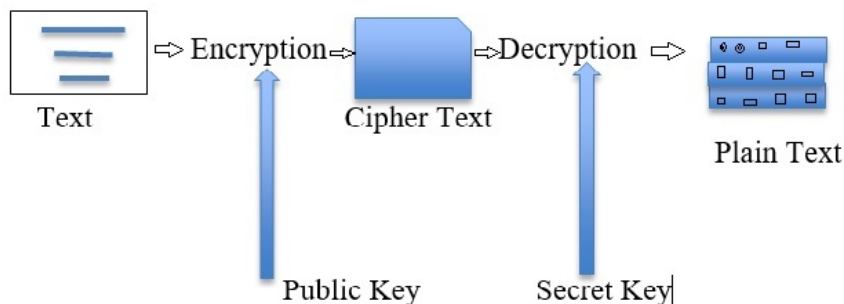 Encryption
Decryption
Text
Cipher Text
Plain Text
Public Key
Secret Key